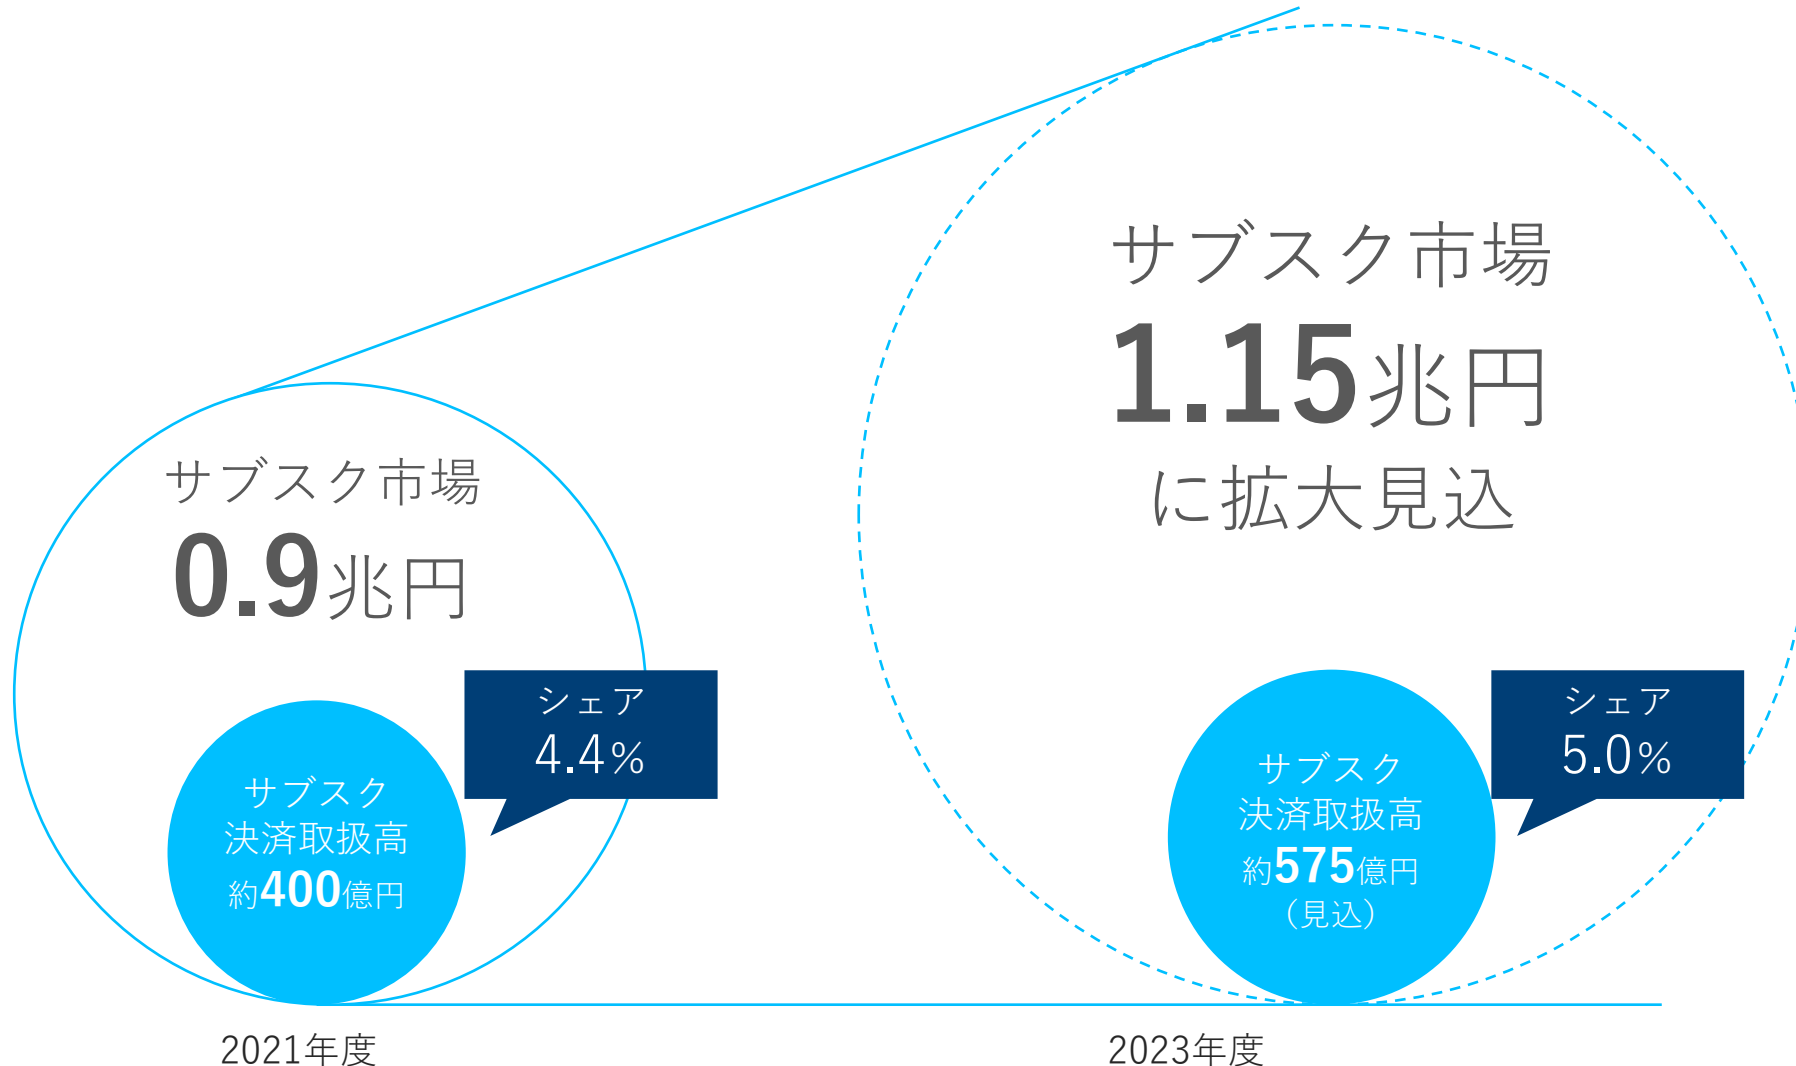 サブスク市場
0.9兆円
シェア
4.4%
サブスク
決済取扱高
約400億円
2021年度
サブスク市場
1.15兆円
に拡大見込
シェア
5.0%
サブスク
決済取扱高
約575億円
（見込）
2023年度